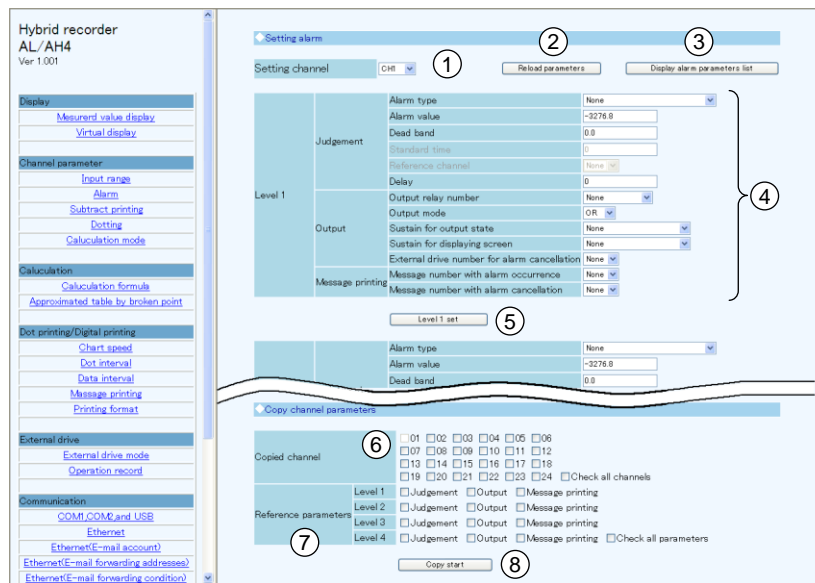 Hybrid recorder
AL/AH4
Ver 1.001
Display
Mesurerd value display
Virtual display
Channel parameter
Input range
Alarm
Subtract printing
Dotting
Caluculation mode
Caluculation
Caluculation formula
Approximated table by broken point
Dot printing/Digital printing
Chart speed
Dot interval
Data interval
Massage printing
Printing format
External drive
External drive mode
Operation record
Communication
COM1,COM2,and USB
Ethernet
Ethernet(E-mail account)
Ethernet(E-mail forwarding addresses)
Ethernet(E-mail forwarding condition)
Setting alarm
Setting channel CH1 1 2 Reload parameters 3 Display alarm parameters list
Level 1
Judgement
Alarm type None
Alarm value -3276.8
Dead band 0.0
Standard time 0
Reference channel None
Delay 0
Output
Output relay number None
Output mode OR
Sustain for output state None
Sustain for displaying screen None
External drive number for alarm cancellation None
Message printing
Message number with alarm occurrence None
Message number with alarm cancellation None
4
Level 1 set 5
Alarm type None
Alarm value -3276.8
Dead band 0.0
Copy channel parameters
Copied channel 6
01 02 03 04 05 06
07 08 09 10 11 12
13 14 15 16 17 18
19 20 21 22 23 24 Check all channels
Reference parameters 7
Level 1 Judgement Output Message printing
Level 2 Judgement Output Message printing
Level 3 Judgement Output Message printing
Level 4 Judgement Output Message printing Check all parameters
Copy start 8